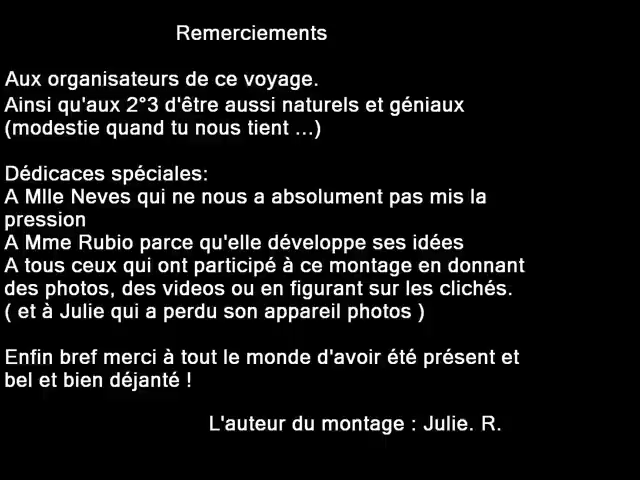 Remerciements
Aux organisateurs de ce voyage.
Ainsi qu'aux 2°3 d'être aussi naturels et géniaux
(modestie quand tu nous tient ...)
Dédicaces spéciales:
A Mlle Neves qui ne nous a absolument pas mis la
pression
A Mme Rubio parce qu'elle développe ses idées
A tous ceux qui ont participé à ce montage en donnant
des photos, des videos ou en figurant sur les clichés.
( et à Julie qui a perdu son appareil photos )
Enfin bref merci à tout le monde d'avoir été présent et
bel et bien déjanté !
L'auteur du montage : Julie. R.